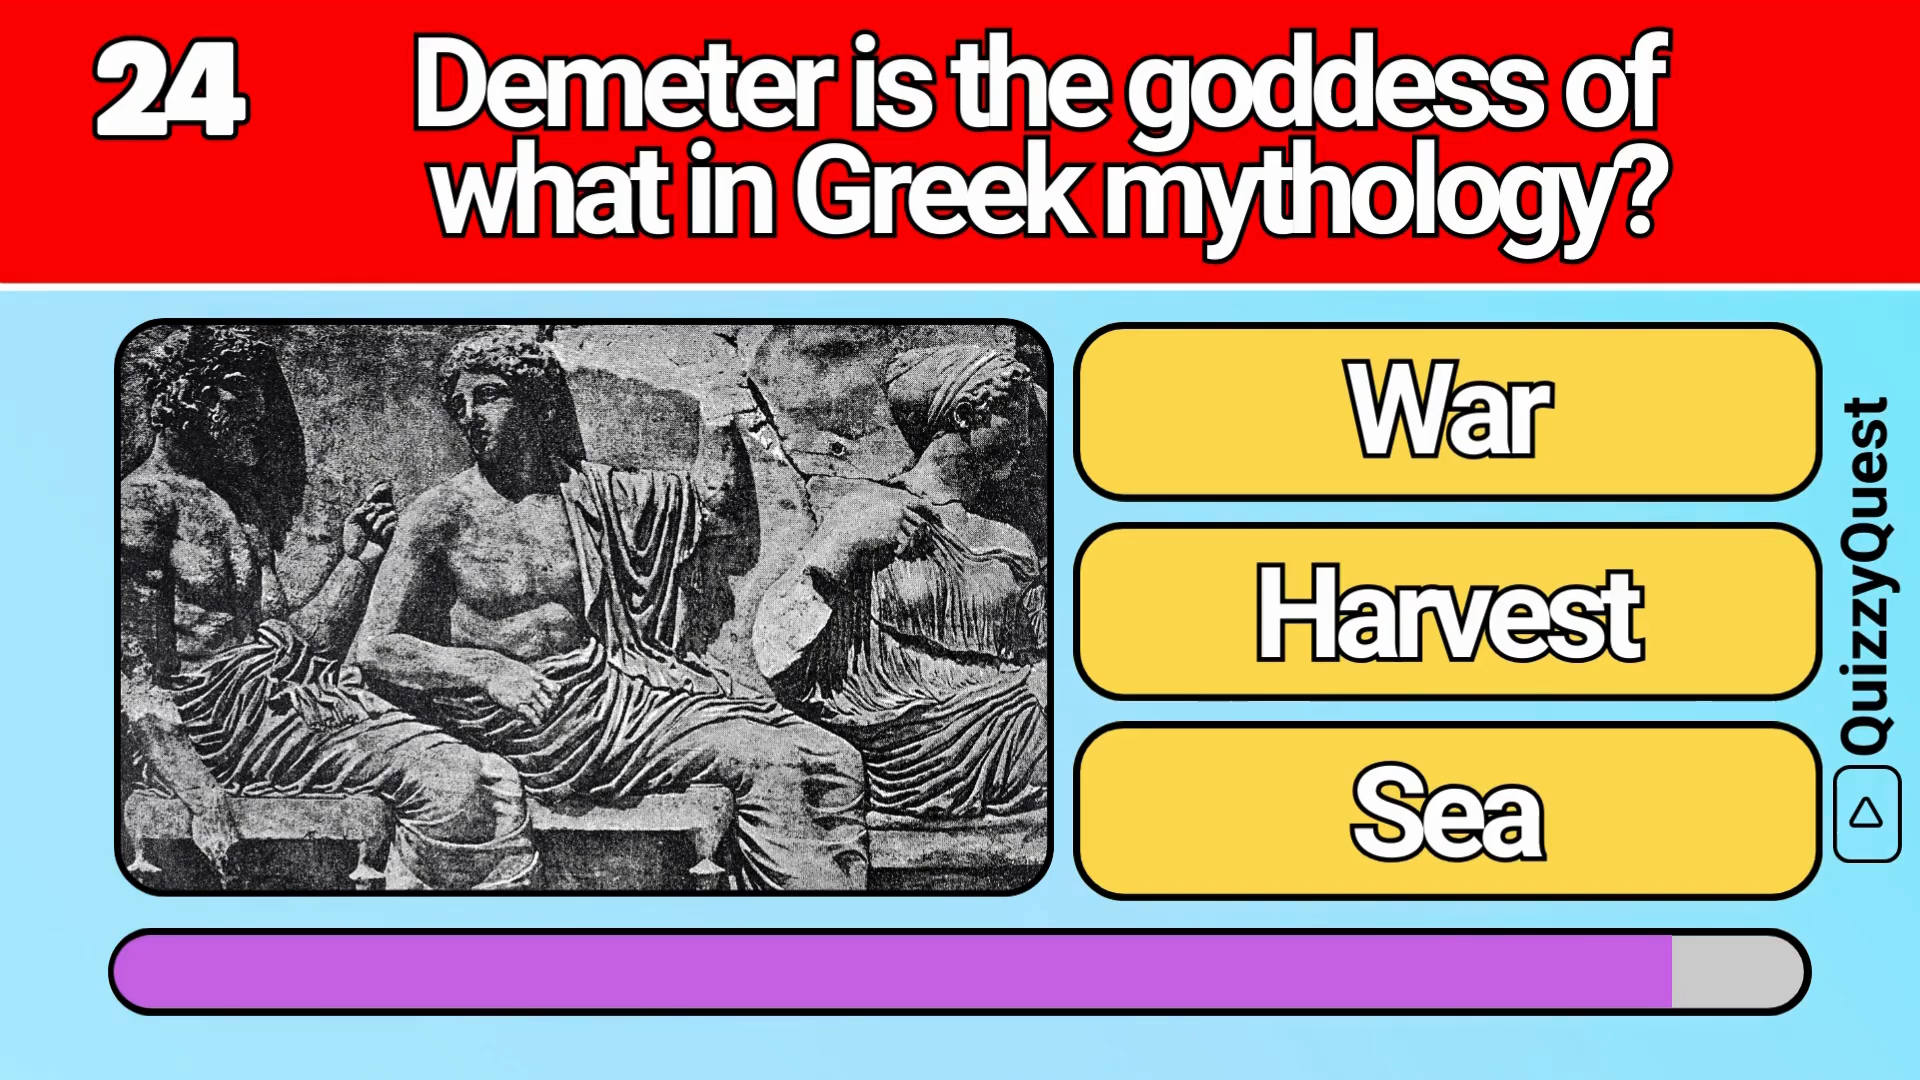 24
Demeter is the goddess of
what in Greek mythology?
War
Harvest
Sea
QuizzyQuest